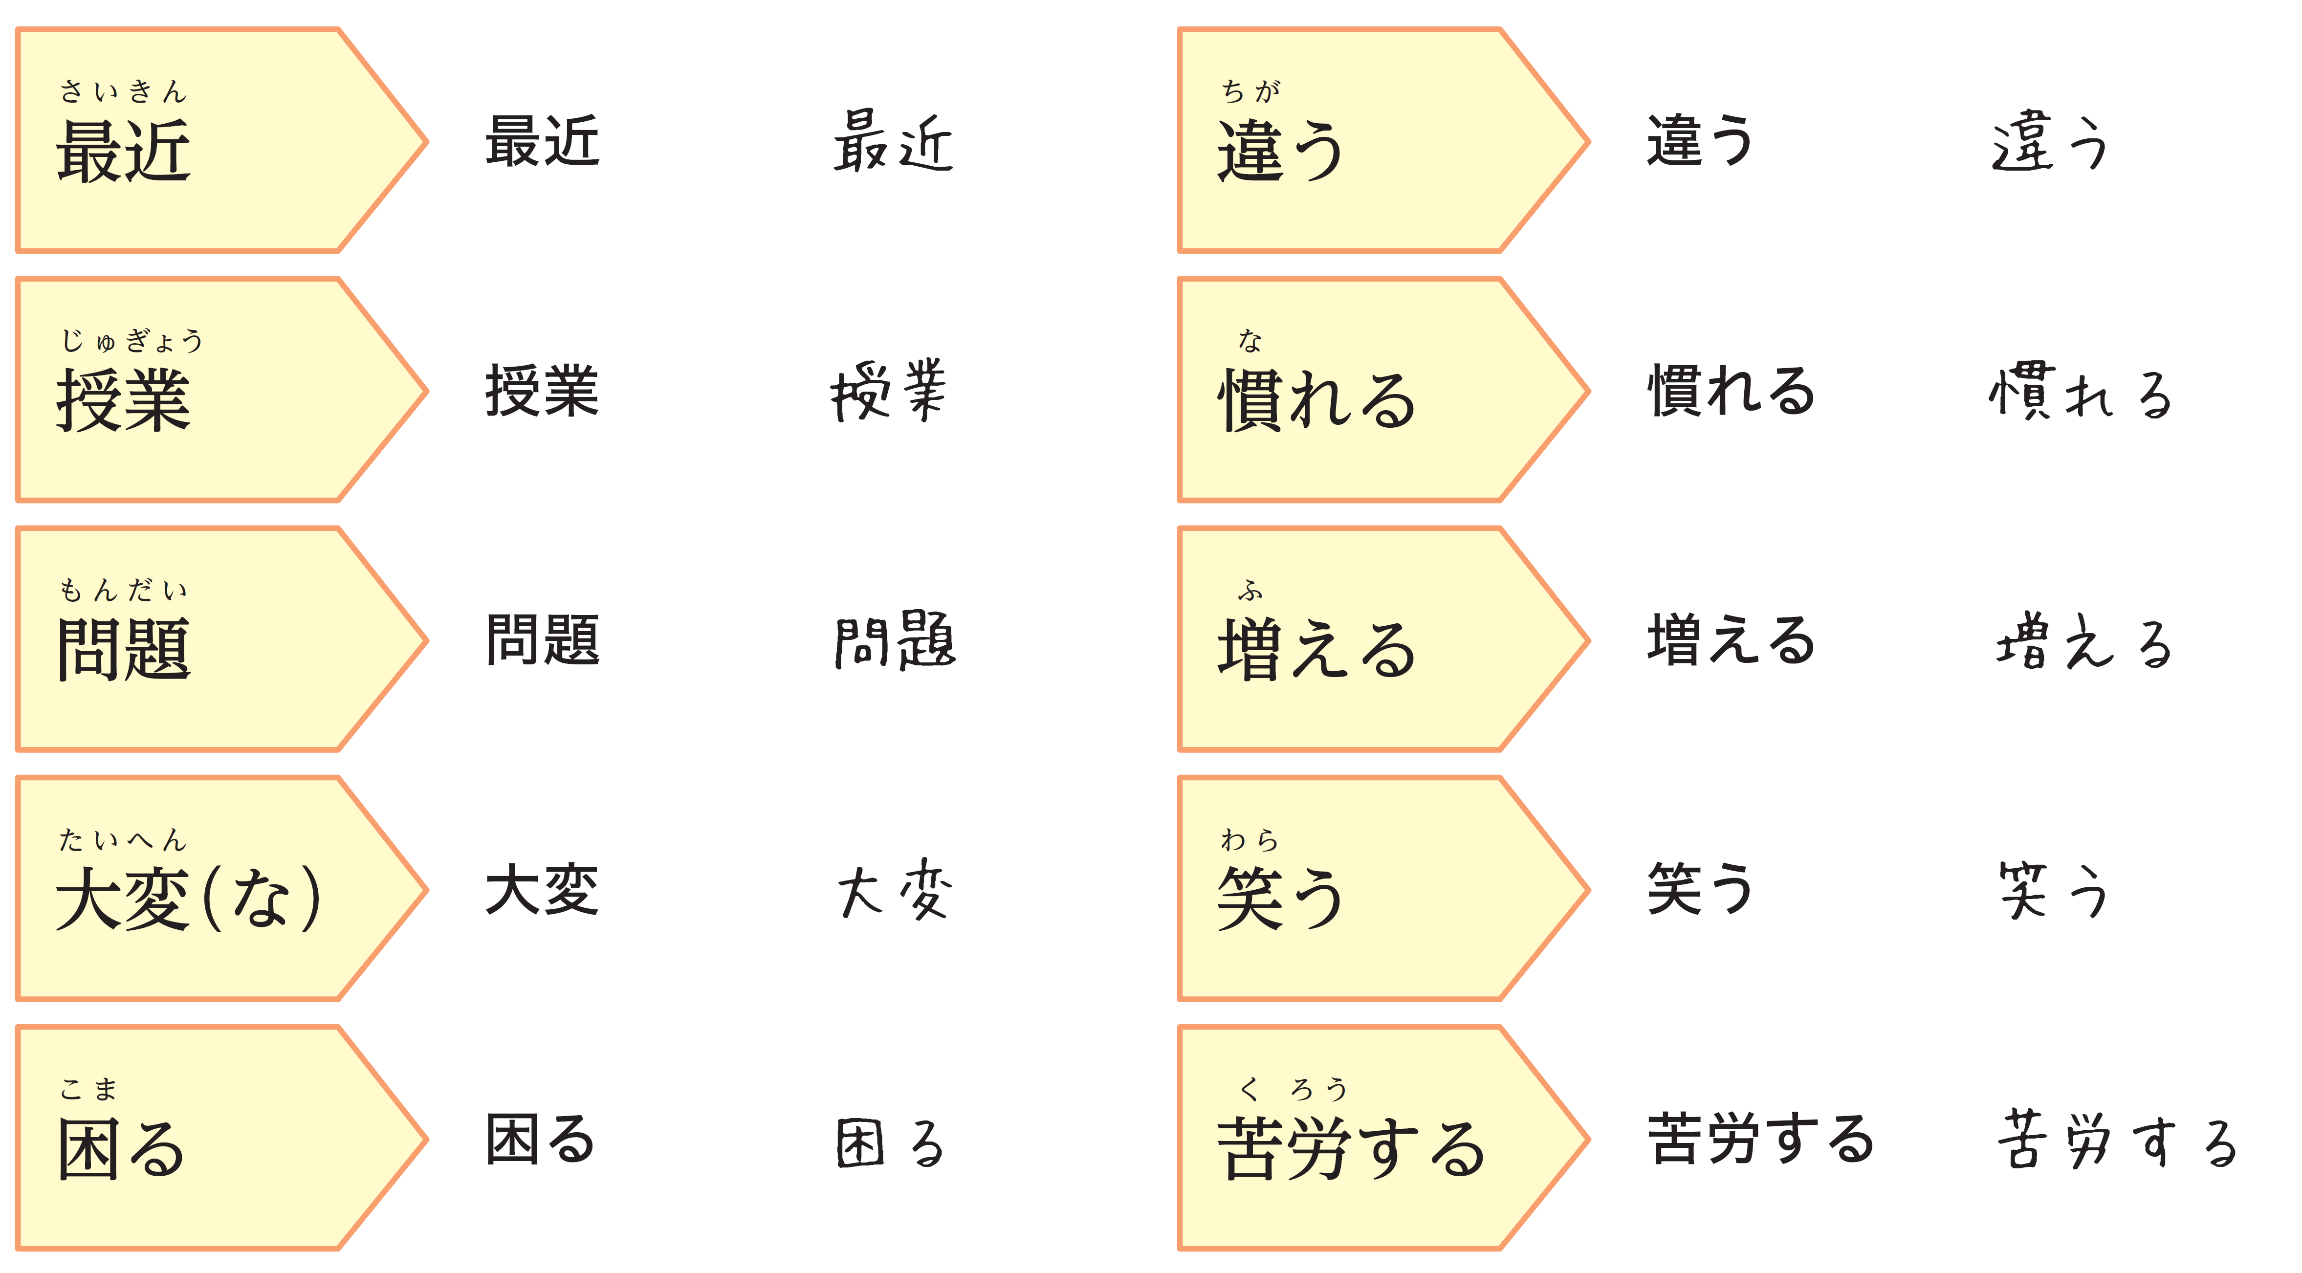 さいきん
最近 最近 最近
じゅぎょう
授業 授業 授業
もんだい
問題 問題 問題
たいへん
大変(な) 大変 大変
こま
困る 困る 困る
ちが
違う 違う 違う
な
慣れる 慣れる 慣れる
ふ
増える 増える 増える
わら
笑う 笑う 笑う
くろう
苦労する 苦労する 苦労する